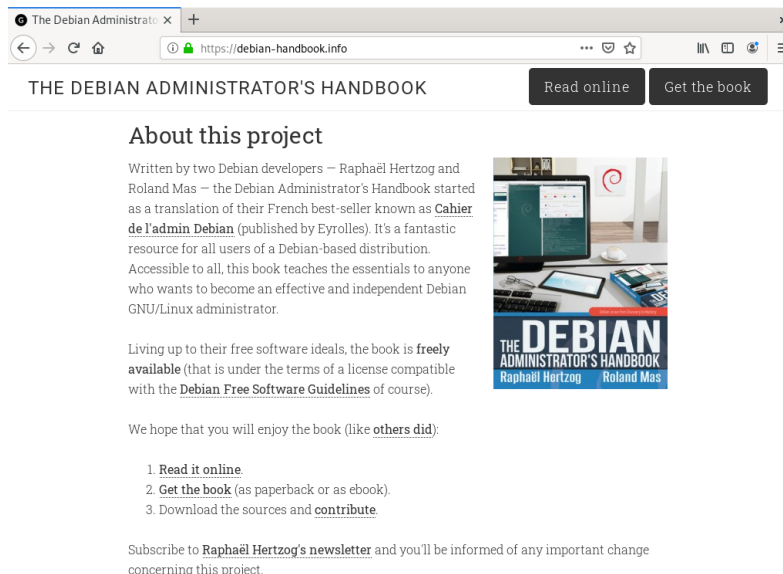 The Debian Administrato
https://debian-handbook.info
THE DEBIAN ADMINISTRATOR'S HANDBOOK
Read online
Get the book
About this project
Written by two Debian developers — Raphaël Hertzog and
Roland Mas — the Debian Administrator's Handbook started
as a translation of their French best-seller known as Cahier
de l'admin Debian (published by Eyrolles). It's a fantastic
resource for all users of a Debian-based distribution.
Accessible to all, this book teaches the essentials to anyone
who wants to become an effective and independent Debian
GNU/Linux administrator.
Living up to their free software ideals, the book is freely
available (that is under the terms of a license compatible
with the Debian Free Software Guidelines of course).
We hope that you will enjoy the book (like others did):
1. Read it online.
2. Get the book (as paperback or as ebook).
3. Download the sources and contribute.
Subscribe to Raphaël Hertzog's newsletter and you'll be informed of any important change
concerning this project.
THE DEBIAN
ADMINISTRATOR'S HANDBOOK
Raphaël Hertzog Roland Mas